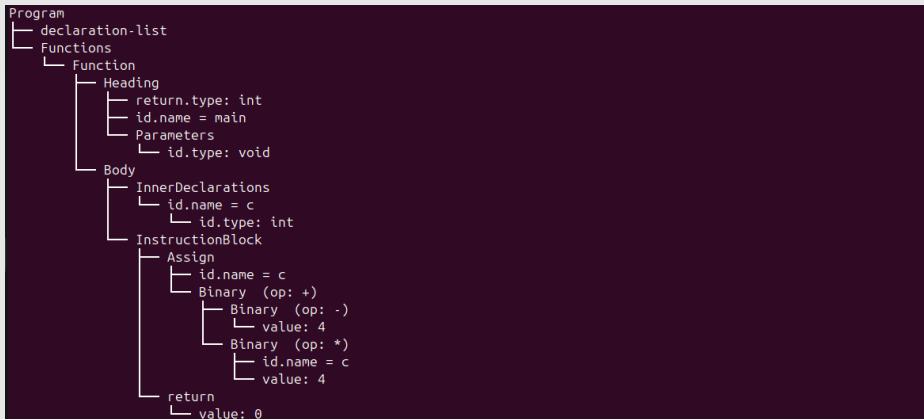 Program
declaration-list
Functions
Function
Heading
return.type: int
id.name = main
Parameters
id.type: void
Body
InnerDeclarations
id.name = c
id.type: int
InstructionBlock
Assign
id.name = c
Binary (op: +)
Binary (op: -)
value: 4
Binary (op: *)
id.name = c
value: 4
return
value: 0